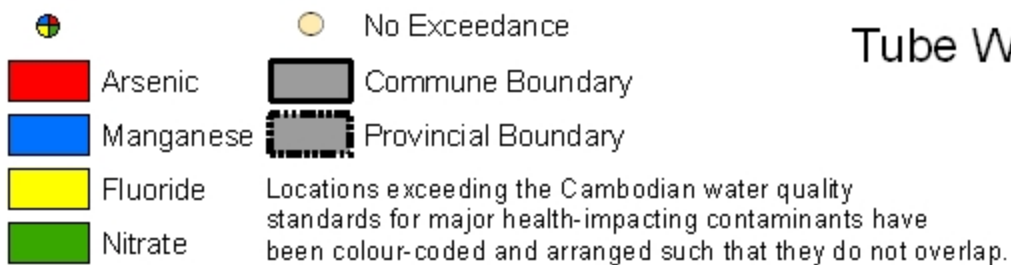 No Exceedance
Tube
Arsenic
Commune Boundary
Manganese
Provincial Boundary
Fluoride
Nitrate
Locations exceeding the Cambodian water quality
standards for major health-impacting contaminants have
been colour-coded and arranged such that they do not overlap.